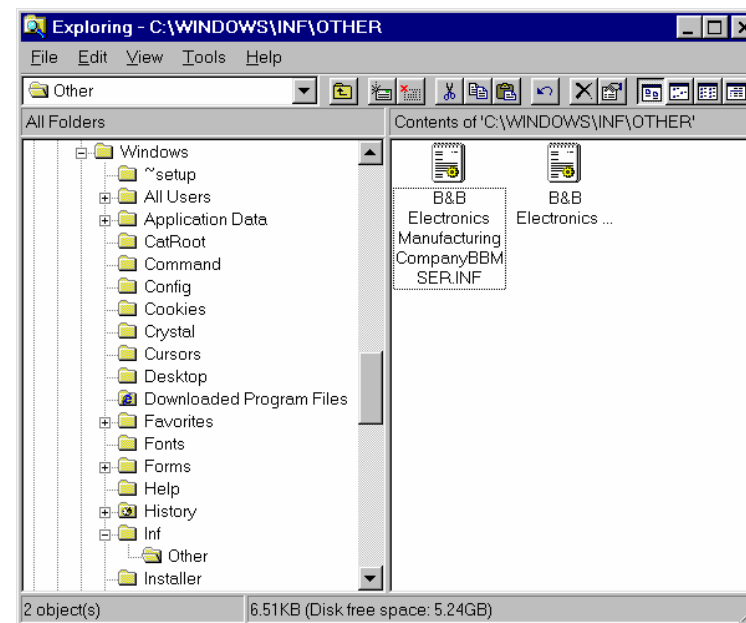 Exploring - C:\WINDOWS\INF\OTHER
File Edit View Tools Help
Other
All Folders
Contents of 'C:\WINDOWS\INF\OTHER'
Windows
~setup
All Users
Application Data
CatRoot
Command
Config
Cookies
Crystal
Cursors
Desktop
Downloaded Program Files
Favorites
Fonts
Forms
Help
History
Inf
Other
Installer
B&B
Electronics
Manufacturing
CompanyBBM
SER.INF
B&B
Electronics ...
2 object(s)
6.51KB (Disk free space: 5.24GB)